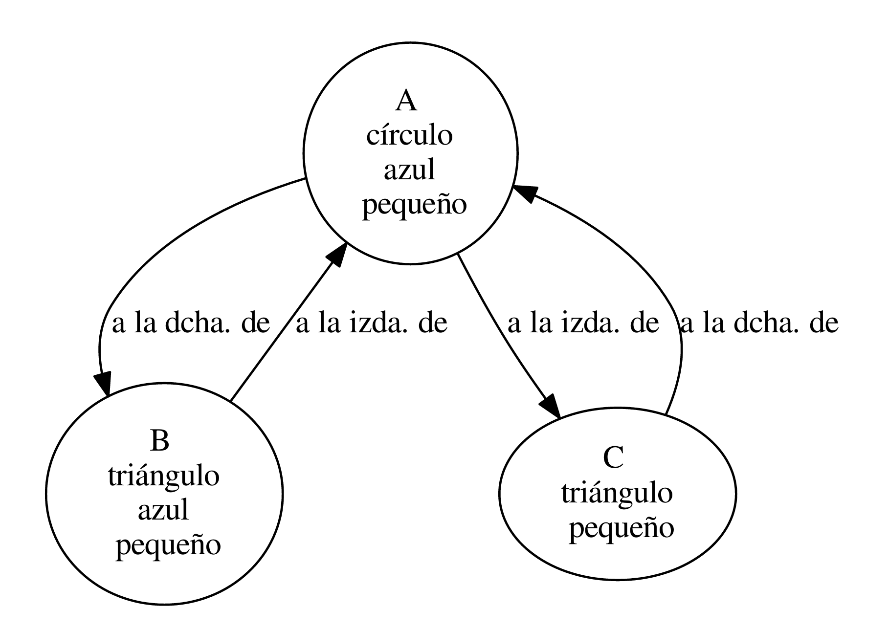 A
círculo
azul
pequeño
a la dcha. de
a la izda. de
a la izda. de
a la dcha. de
B
triángulo
azul
pequeño
C
triángulo
pequeño